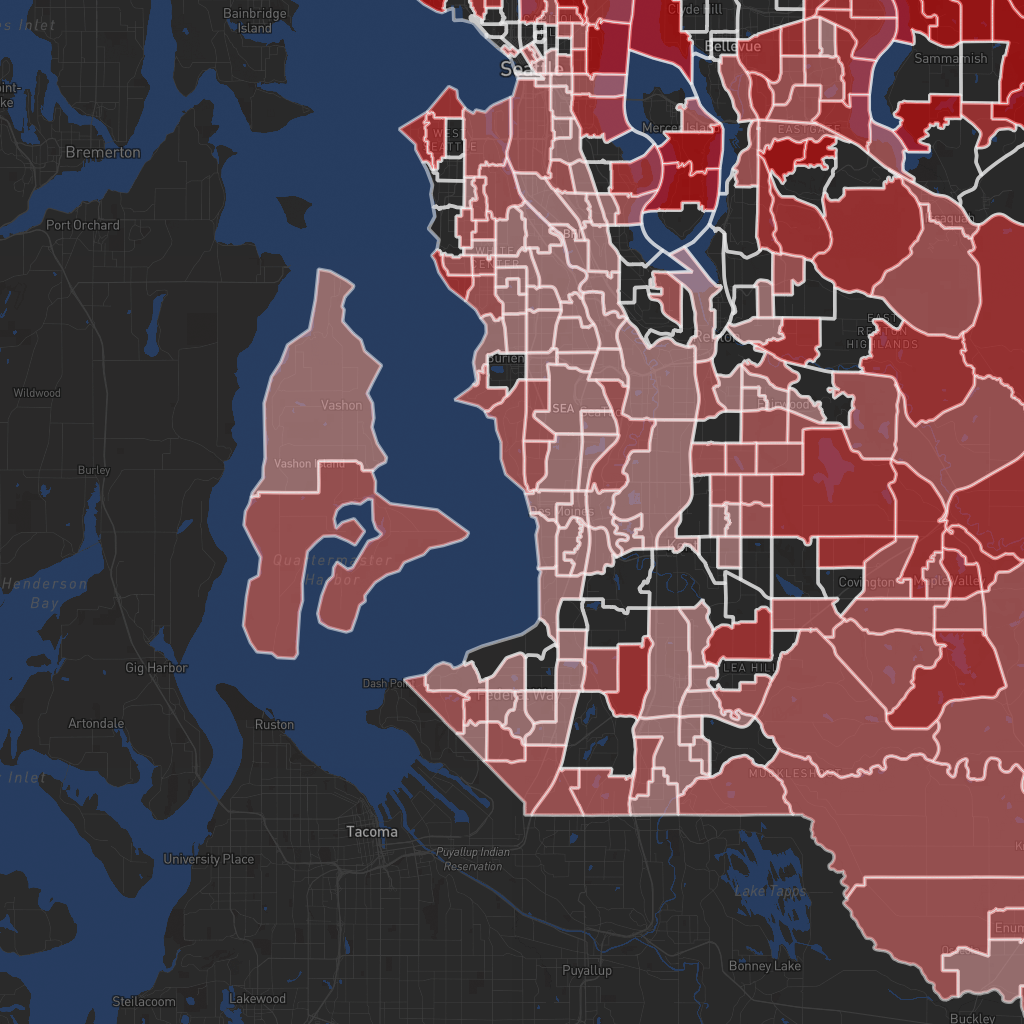 Bainbridge
Island
Clyde Hill
Bellevue
Sammamish
Seattle
Mercer Island
EASTGATE
WEST
SEATTLE
Bremerton
Port Orchard
Issaquah
WHITE
CENTER
Renton
EAST
RENTON
HIGHLANDS
Burien
Wildwood
Vashon
SEA
SeaTac
Fairwood
Vashon Island
Burley
Des Moines
Quartermaster
Harbor
Henderson
Bay
Covington
Maple Valley
Gig Harbor
LEA HILL
Dash Point
Federal Way
Artondale
Ruston
MUCKLESHOOT
Tacoma
University Place
Puyallup Indian
Reservation
Lake Tapps
Puyallup
Bonney Lake
Steilacoom
Lakewood
Buckley